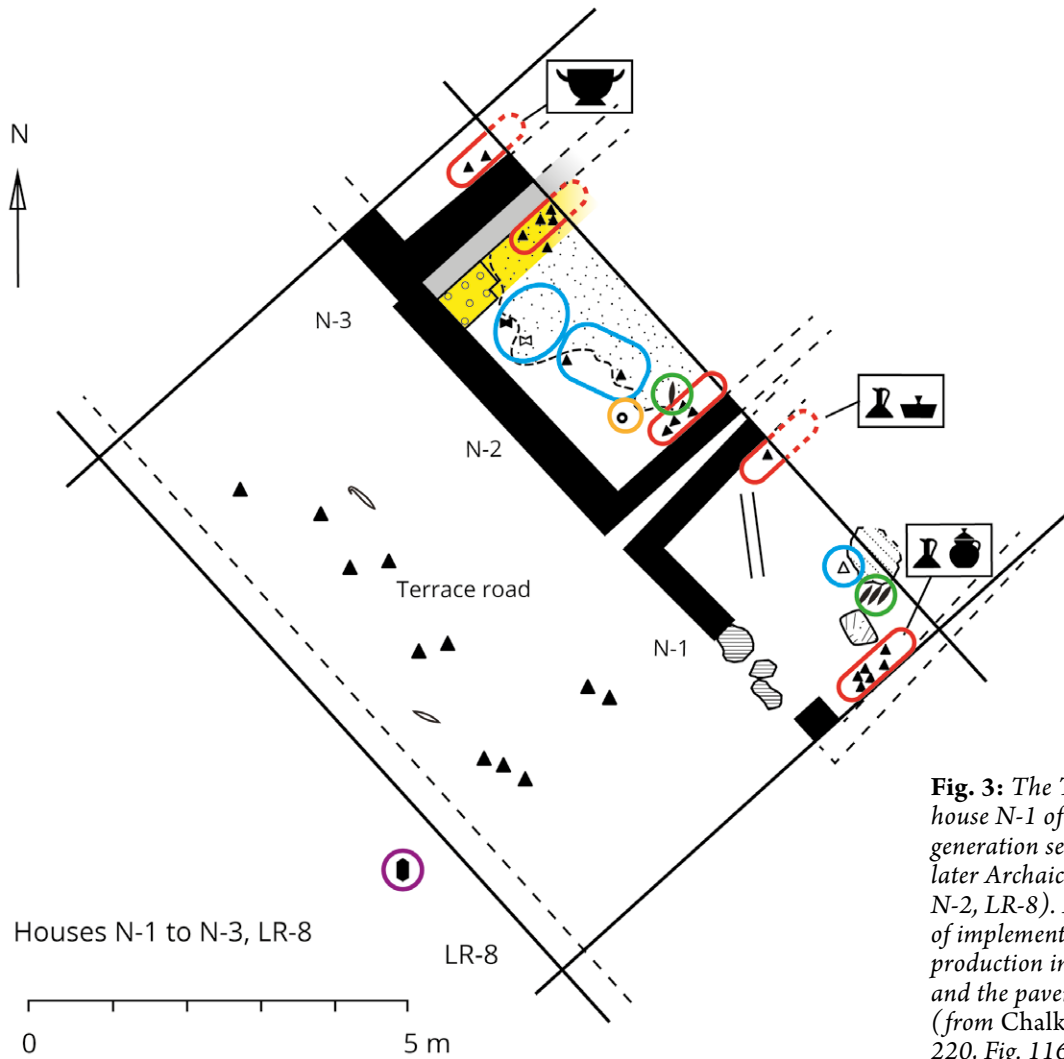 N
N-3
N-2
Terrace road
N-1
Fig. 3: The T
house N-1 of
generation se
later Archaic
N-2, LR-8).
of implement
production in
and the pave
(from Chalk
220. Fig. 116
Houses N-1 to N-3, LR-8
LR-8
0 5 m